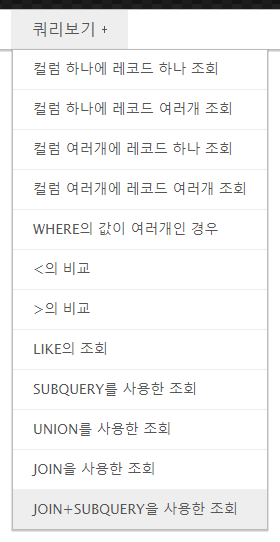 쿼리보기 +
컬럼 하나에 레코드 하나 조회
컬럼 하나에 레코드 여러개 조회
컬럼 여러개에 레코드 하나 조회
컬럼 여러개에 레코드 여러개 조회
WHERE의 값이 여러개인 경우
<의 비교
>의 비교
LIKE의 조회
SUBQUERY를 사용한 조회
UNION를 사용한 조회
JOIN을 사용한 조회
JOIN+SUBQUERY을 사용한 조회